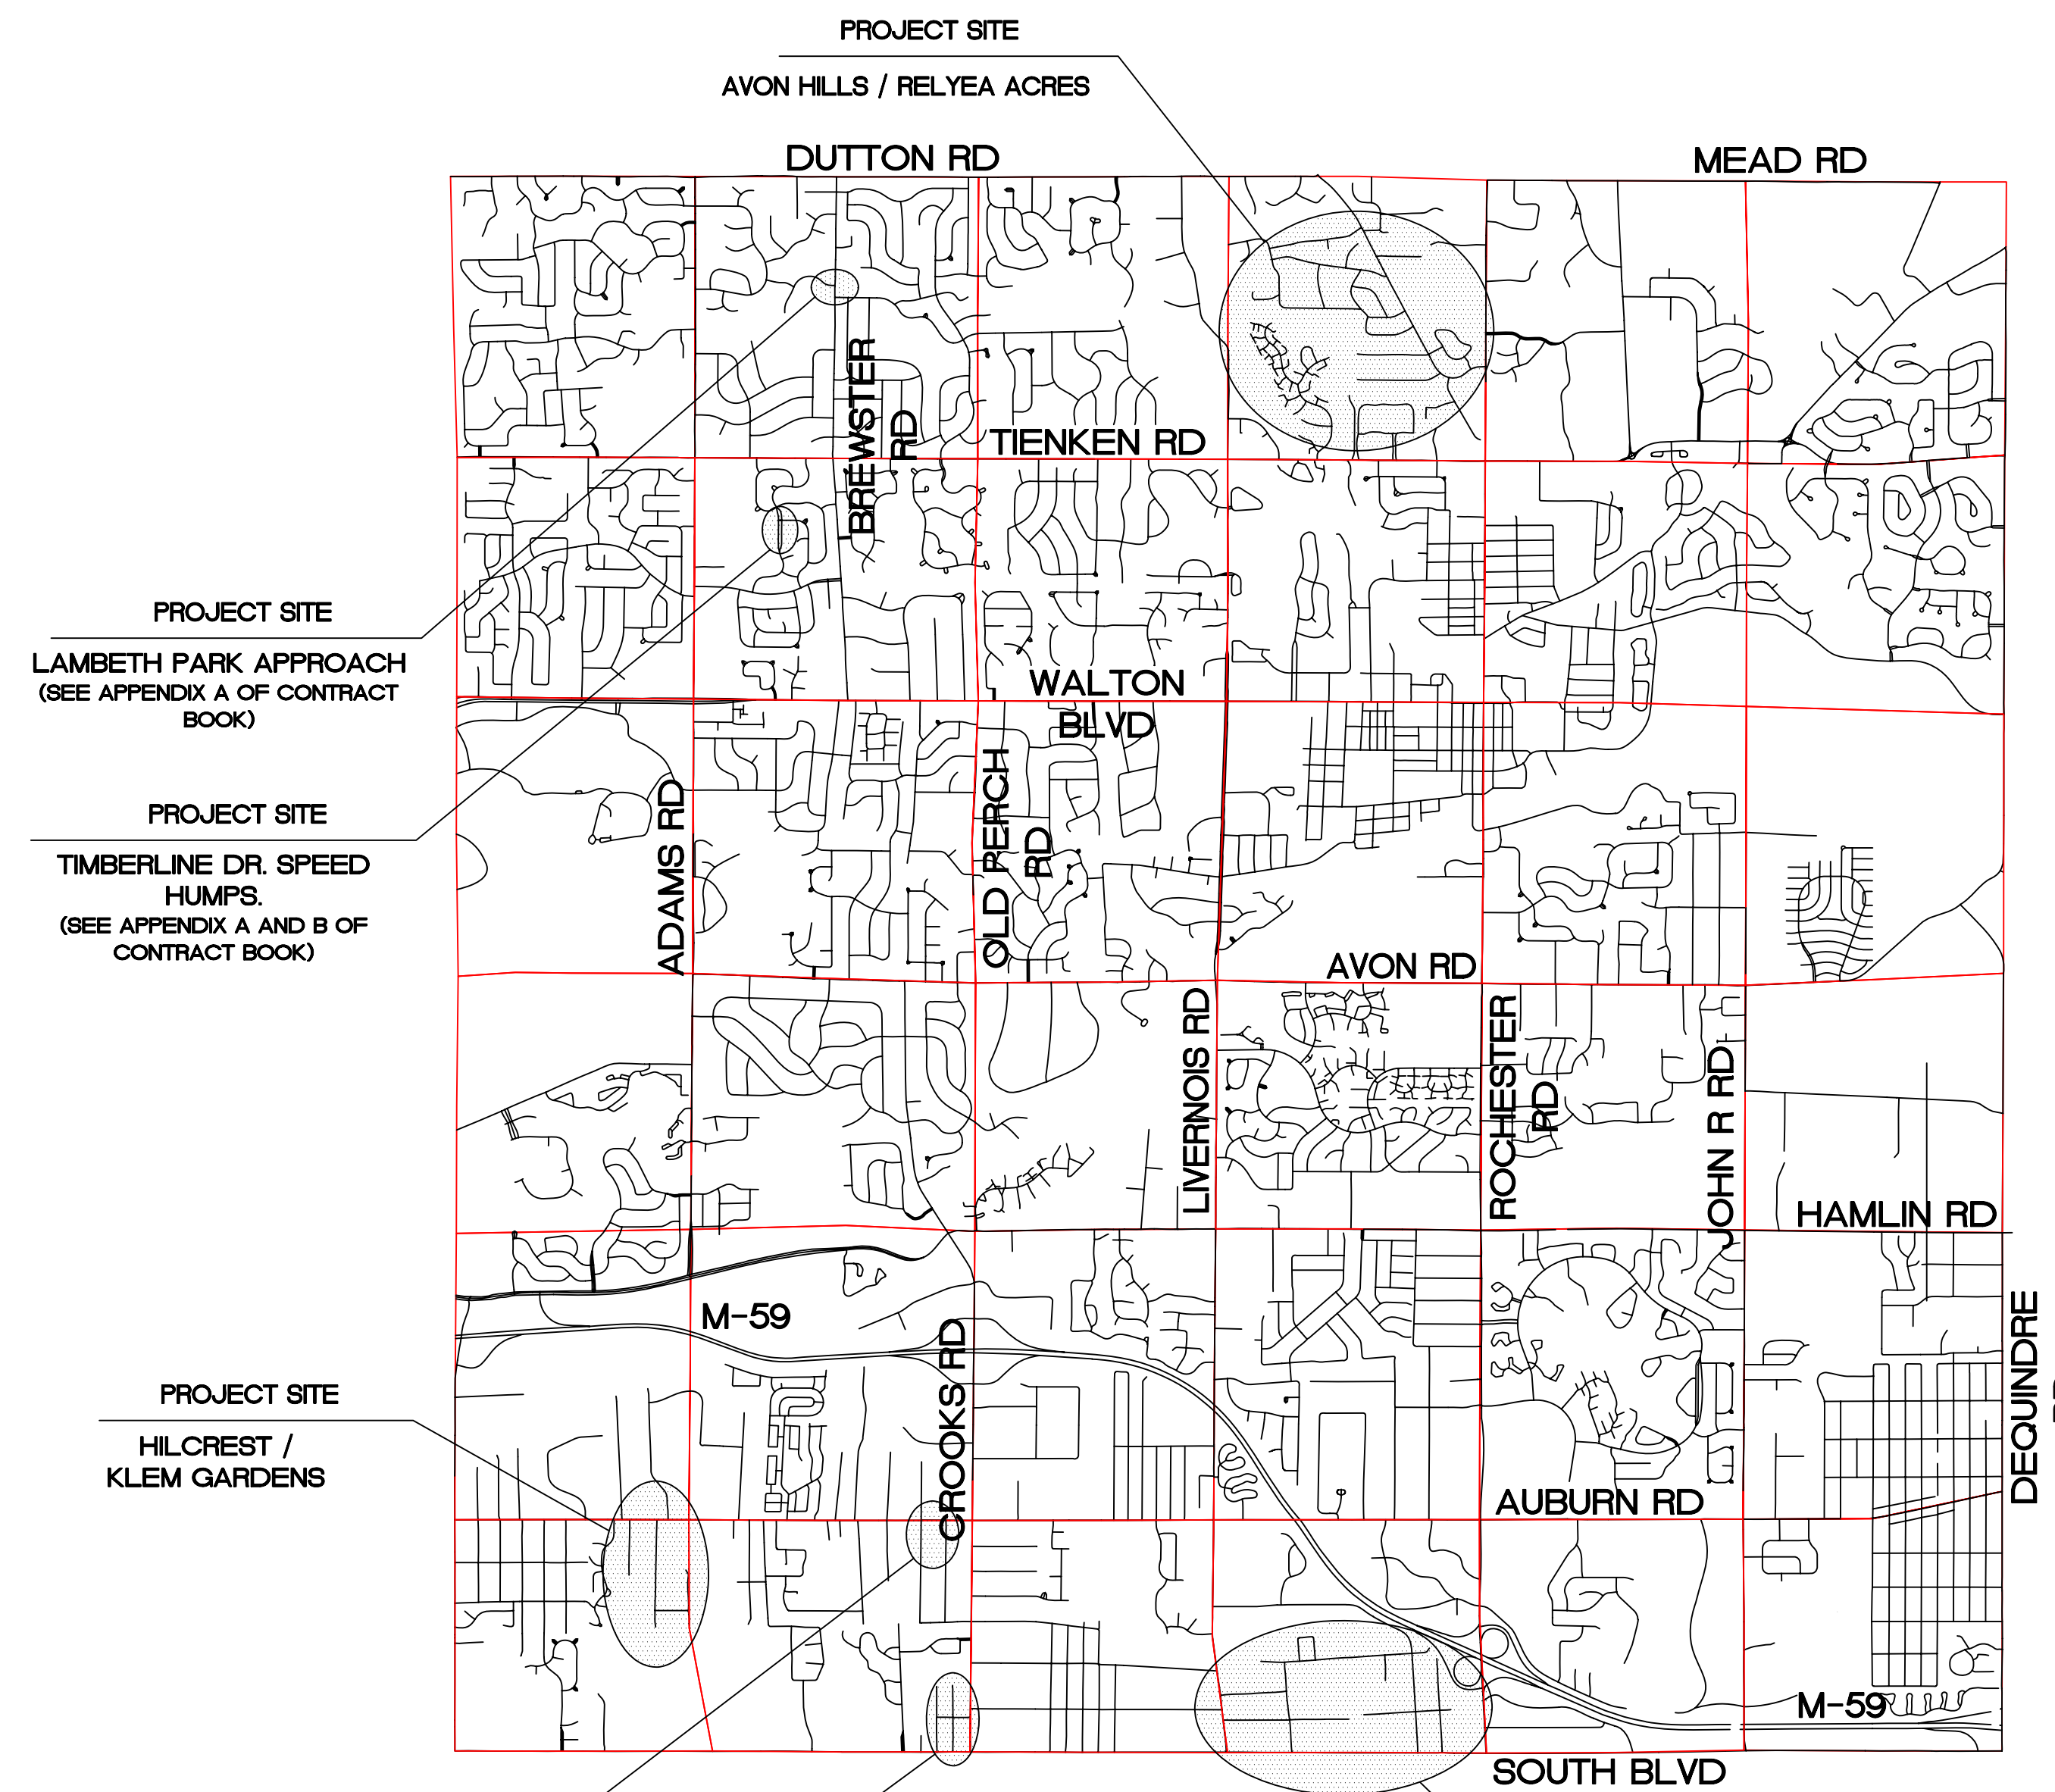 PROJECT SITE
AVON HILLS / RELYEA ACRES
DUTTON RD
MEAD RD
BREWSTER
RD
TIENKEN RD
PROJECT SITE
LAMBETH PARK APPROACH
(SEE APPENDIX A OF CONTRACT
BOOK)
WALTON
BLVD
PROJECT SITE
TIMBERLINE DR. SPEED
HUMPS.
(SEE APPENDIX A AND B OF
CONTRACT BOOK)
ADAMS RD
OLD PERCH
RD
AVON RD
LIVERNOIS RD
ROCHESTER
RD
JOHN R RD
HAMLIN RD
M-59
CROOKS RD
DEQUINDRE
PROJECT SITE
HILCREST /
KLEM GARDENS
AUBURN RD
M-59
SOUTH BLVD